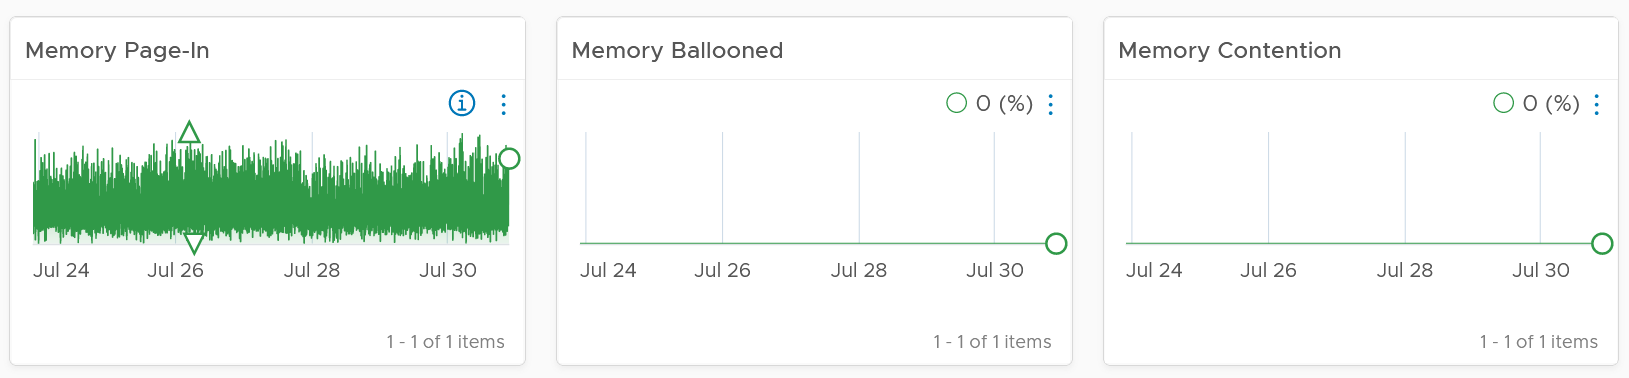 Memory Page-In
Memory Ballooned
Memory Contention
i
0 (%)
0 (%)
Jul 24 Jul 26 Jul 28 Jul 30
Jul 24 Jul 26 Jul 28 Jul 30
Jul 24 Jul 26 Jul 28 Jul 30
1 - 1 of 1 items
1 - 1 of 1 items
1 - 1 of 1 items